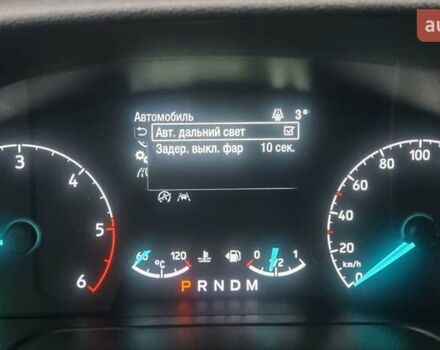 au
Автомобиль 3°
Авт. дальний свет
Задер. выкл. фар 10 сек.
3
4
5
6
60 °C 120
0 1/2 1
P R N D M
100
80
60
40
20
0
km/h